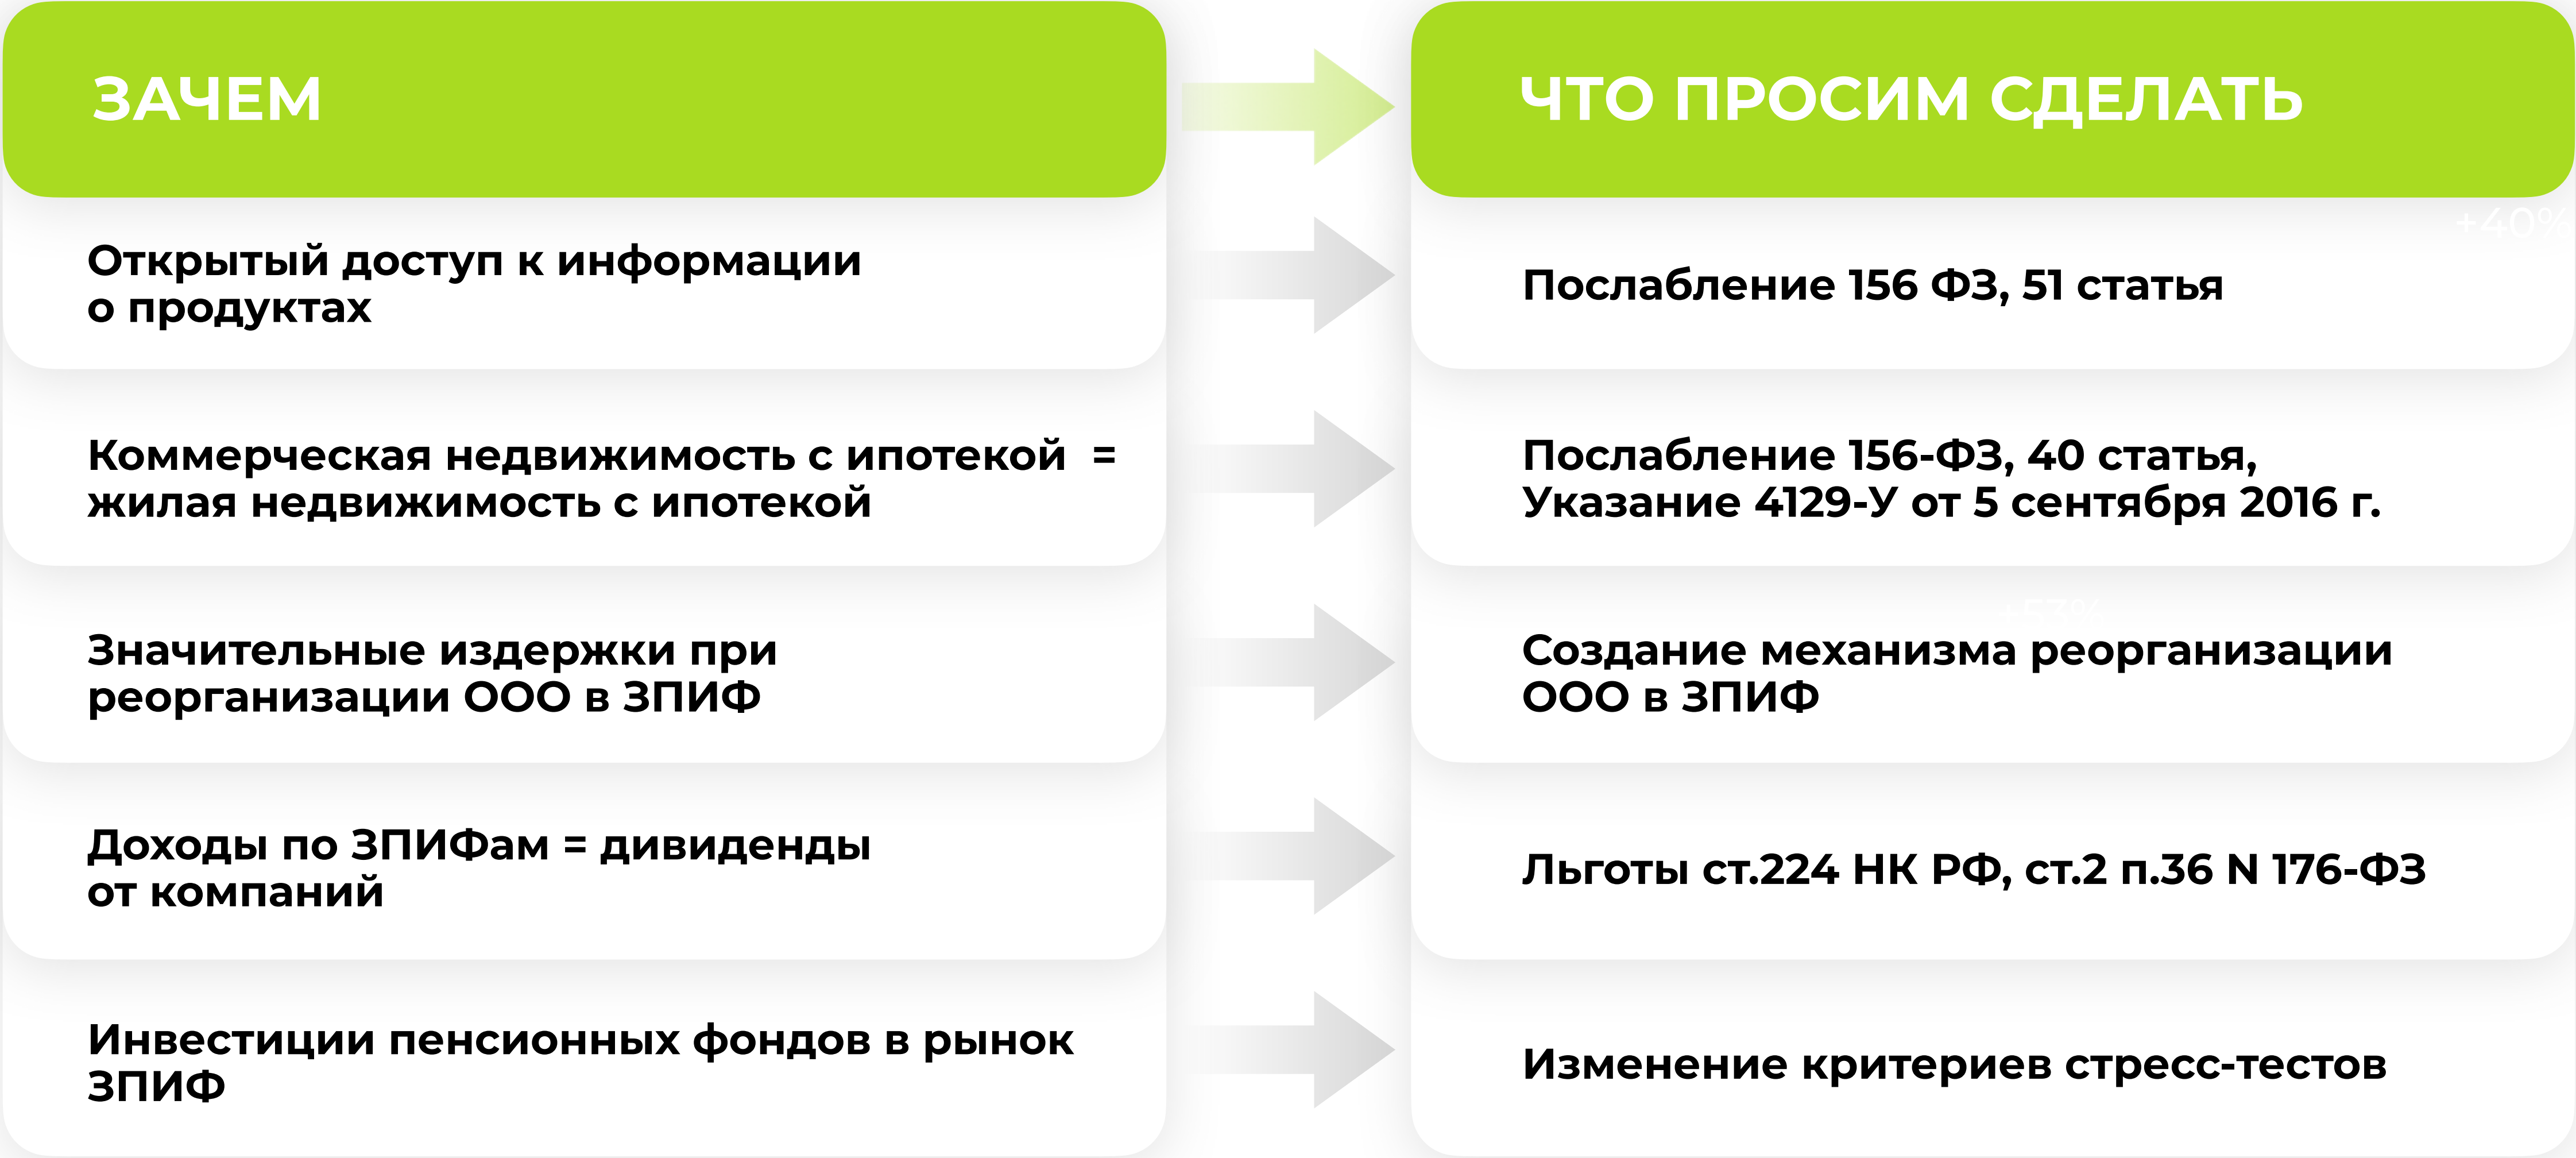 ЗАЧЕМ
ЧТО ПРОСИМ СДЕЛАТЬ
+40%
Открытый доступ к информации
о продуктах
Послабление 156 ФЗ, 51 статья
Коммерческая недвижимость с ипотекой =
жилая недвижимость с ипотекой
Послабление 156-ФЗ, 40 статья,
Указание 4129-У от 5 сентября 2016 г.
+53%
Значительные издержки при
реорганизации ООО в ЗПИФ
Создание механизма реорганизации
ООО в ЗПИФ
Доходы по ЗПИФам = дивиденды
от компаний
Льготы ст.224 НК РФ, ст.2 п.36 N 176-ФЗ
Инвестиции пенсионных фондов в рынок
ЗПИФ
Изменение критериев стресс-тестов